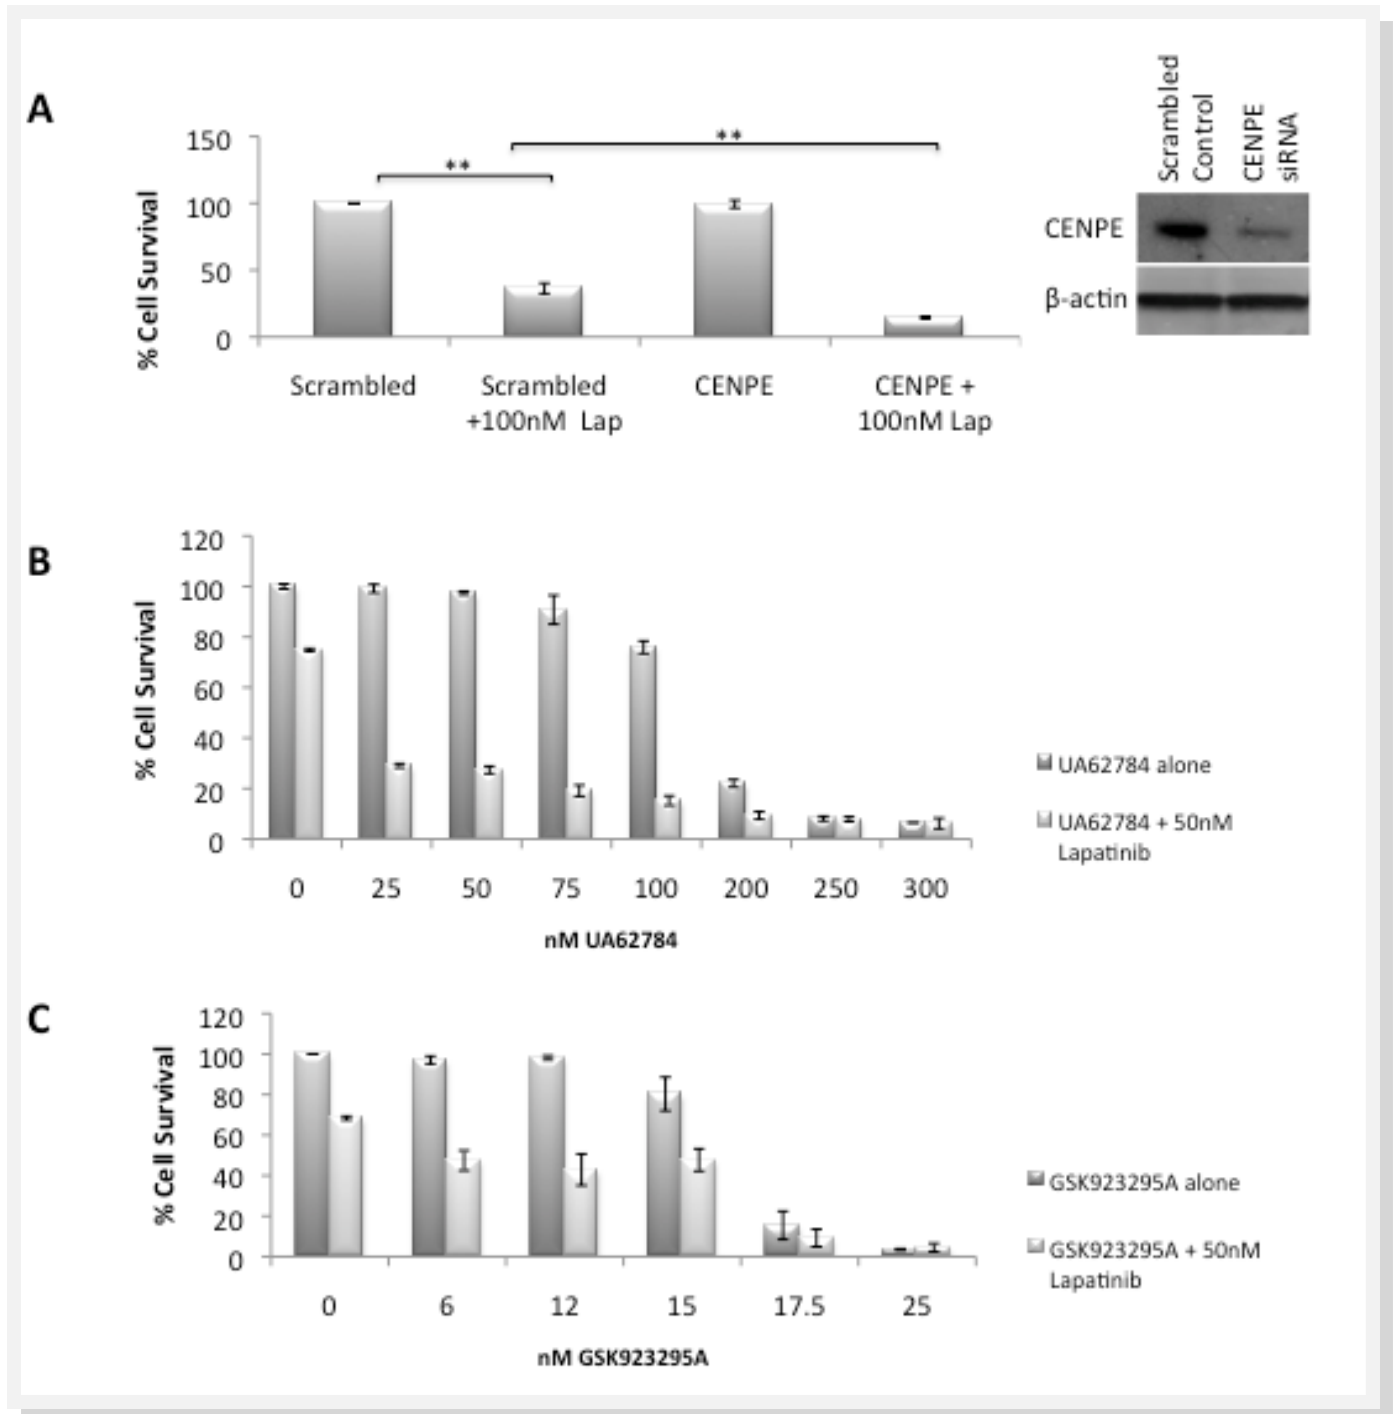 A
150
100
50
0
% Cell Survival
**
**
Scrambled
Scrambled
+100nM Lap
CENPE
CENPE +
100nM Lap
Scrambled
Control
CENPE
siRNA
CENPE
β-actin
B
120
100
80
60
40
20
0
% Cell Survival
0 25 50 75 100 200 250 300
nM UA62784
UA62784 alone
UA62784 + 50nM
Lapatinib
C
120
100
80
60
40
20
0
% Cell Survival
0 6 12 15 17.5 25
nM GSK923295A
GSK923295A alone
GSK923295A + 50nM
Lapatinib